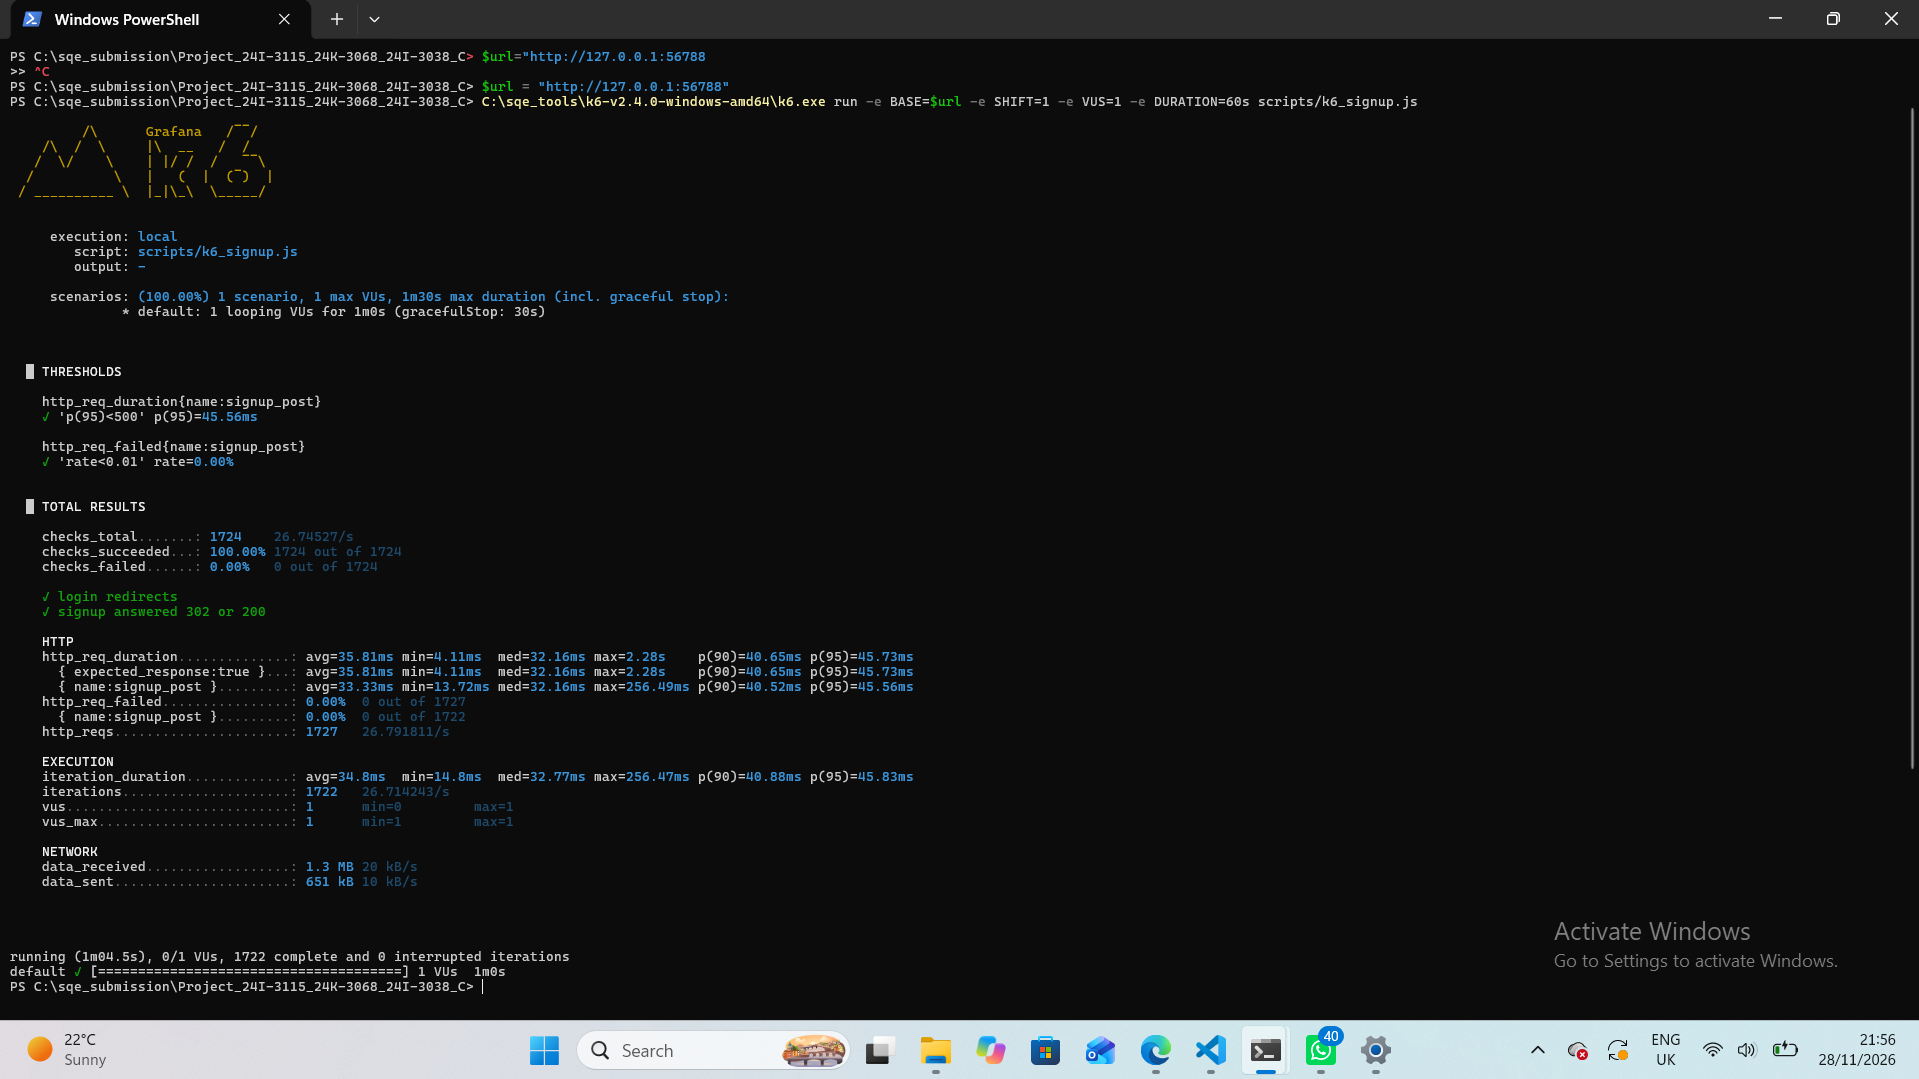 Windows PowerShell
PS C:\sqe_submission\Project_24I-3115_24K-3068_24I-3038_C> $url="http://127.0.0.1:56788
>> ^C
PS C:\sqe_submission\Project_24I-3115_24K-3068_24I-3038_C> $url = "http://127.0.0.1:56788"
PS C:\sqe_submission\Project_24I-3115_24K-3068_24I-3038_C> C:\sqe_tools\k6-v2.4.0-windows-amd64\k6.exe run -e BASE=$url -e SHIFT=1 -e VUS=1 -e DURATION=60s scripts/k6_signup.js
         /\      Grafana   /‾‾/
    /\  /  \     |\  __   /  /
   /  \/    \    | |/ /  /   ‾‾\
  /          \   |   (  |  (‾)  |
 / __________ \  |_|\_\  \_____/
execution: local
script: scripts/k6_signup.js
output: -
scenarios: (100.00%) 1 scenario, 1 max VUs, 1m30s max duration (incl. graceful stop):
* default: 1 looping VUs for 1m0s (gracefulStop: 30s)
█ THRESHOLDS
http_req_duration{name:signup_post}
✓ 'p(95)<500' p(95)=45.56ms
http_req_failed{name:signup_post}
✓ 'rate<0.01' rate=0.00%
█ TOTAL RESULTS
checks_total.......: 1724    26.74527/s
checks_succeeded...: 100.00% 1724 out of 1724
checks_failed......: 0.00%   0 out of 1724
✓ login redirects
✓ signup answered 302 or 200
HTTP
http_req_duration..............: avg=35.81ms min=4.11ms  med=32.16ms max=2.28s    p(90)=40.65ms p(95)=45.73ms
{ expected_response:true }...: avg=35.81ms min=4.11ms  med=32.16ms max=2.28s    p(90)=40.65ms p(95)=45.73ms
{ name:signup_post }.........: avg=33.33ms min=13.72ms med=32.16ms max=256.49ms p(90)=40.52ms p(95)=45.56ms
http_req_failed................: 0.00%  0 out of 1727
{ name:signup_post }.........: 0.00%  0 out of 1722
http_reqs......................: 1727   26.791811/s
EXECUTION
iteration_duration.............: avg=34.8ms  min=14.8ms  med=32.77ms max=256.47ms p(90)=40.88ms p(95)=45.83ms
iterations.....................: 1722   26.714243/s
vus............................: 1      min=0         max=1
vus_max........................: 1      min=1         max=1
NETWORK
data_received..................: 1.3 MB 20 kB/s
data_sent......................: 651 kB 10 kB/s
running (1m04.5s), 0/1 VUs, 1722 complete and 0 interrupted iterations
default ✓ [======================================] 1 VUs  1m0s
PS C:\sqe_submission\Project_24I-3115_24K-3068_24I-3038_C>
Activate Windows
Go to Settings to activate Windows.
22°C
Sunny
Search
40
ENG
UK
21:56
28/11/2026